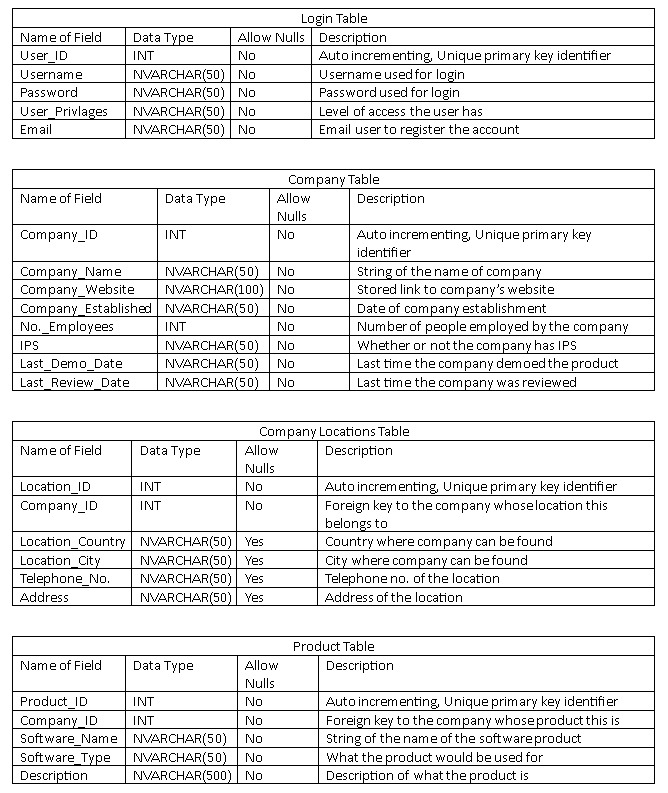 Login Table
Name of Field Data Type Allow Nulls Description
User_ID INT No Auto incrementing, Unique primary key identifier
Username NVARCHAR(50) No Username used for login
Password NVARCHAR(50) No Password used for login
User_Privlages NVARCHAR(50) No Level of access the user has
Email NVARCHAR(50) No Email user to register the account
Company Table
Name of Field Data Type Allow Description
Nulls
Company_ID INT No Auto incrementing, Unique primary key
identifier
Company_Name NVARCHAR(50) No String of the name of company
Company_Website NVARCHAR(100) No Stored link to company's website
Company_Established NVARCHAR(50) No Date of company establishment
No._Employees INT No Number of people employed by the company
IPS NVARCHAR(50) No Whether or not the company has IPS
Last_Demo_Date NVARCHAR(50) No Last time the company demoed the product
Last_Review_Date NVARCHAR(50) No Last time the company was reviewed
Company Locations Table
Name of Field Data Type Allow Description
Nulls
Location_ID INT No Auto incrementing, Unique primary key identifier
Company_ID INT No Foreign key to the company whose location this
belongs to
Location_Country NVARCHAR(50) Yes Country where company can be found
Location_City NVARCHAR(50) Yes City where company can be found
Telephone_No. NVARCHAR(50) Yes Telephone no. of the location
Address NVARCHAR(50) Yes Address of the location
Product Table
Name of Field Data Type Allow Description
Nulls
Product_ID INT No Auto incrementing, Unique primary key identifier
Company_ID INT No Foreign key to the company whose product this is
Software_Name NVARCHAR(50) No String of the name of the software product
Software_Type NVARCHAR(50) No What the product would be used for
Description NVARCHAR(500) No Description of what the product is